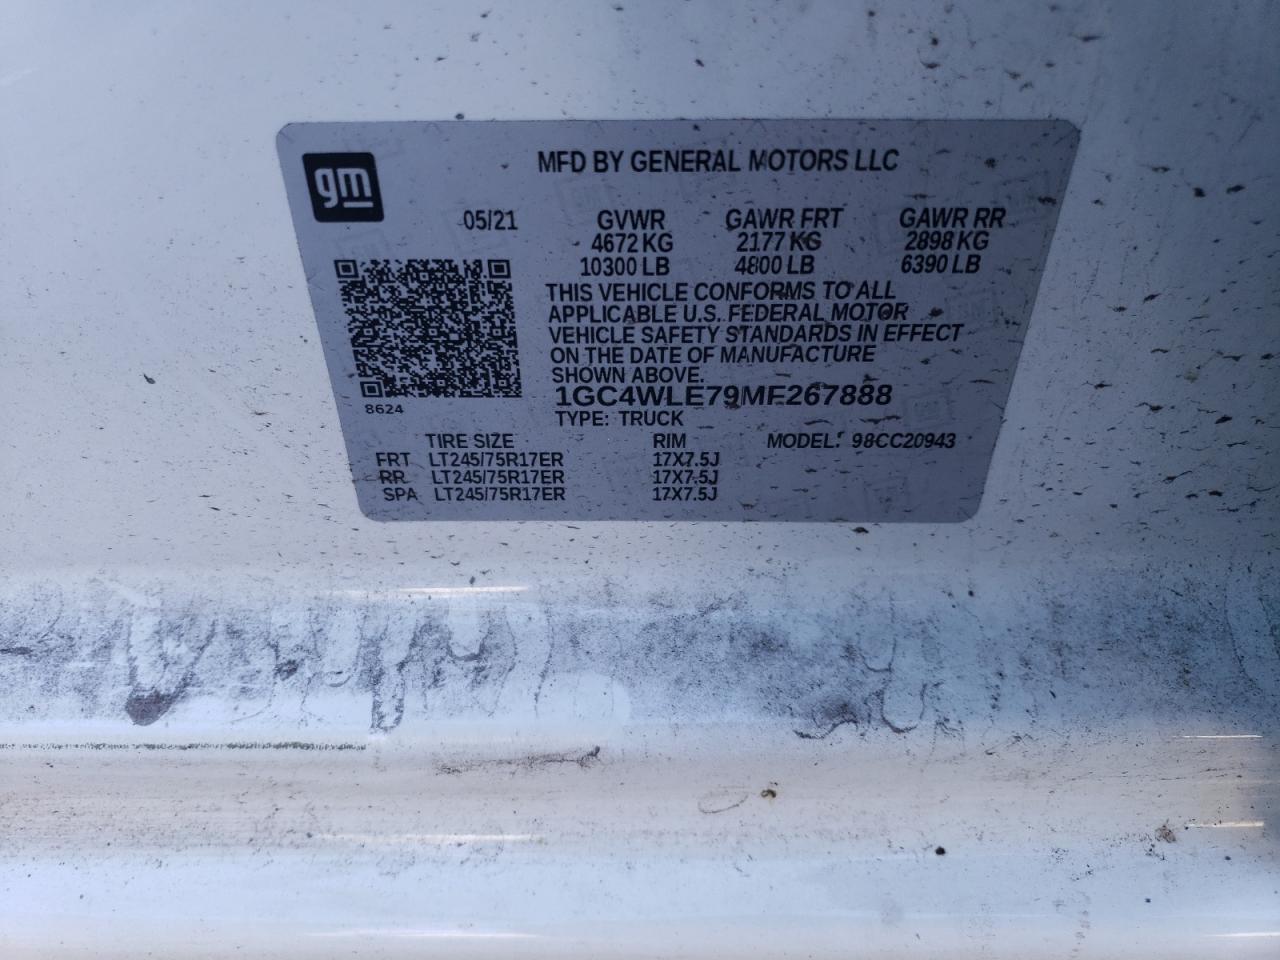 gm
MFD BY GENERAL MOTORS LLC
05/21 GVWR GAWR FRT GAWR RR
4672 KG 2177 KG 2898 KG
10300 LB 4800 LB 6390 LB
THIS VEHICLE CONFORMS TO ALL
APPLICABLE U.S. FEDERAL MOTOR
VEHICLE SAFETY STANDARDS IN EFFECT
ON THE DATE OF MANUFACTURE
SHOWN ABOVE.
1GC4WLE79MF267888
8624
TYPE: TRUCK
TIRE SIZE RIM MODEL: 98CC20943
FRT LT245/75R17ER 17X7.5J
RR LT245/75R17ER 17X7.5J
SPA LT245/75R17ER 17X7.5J